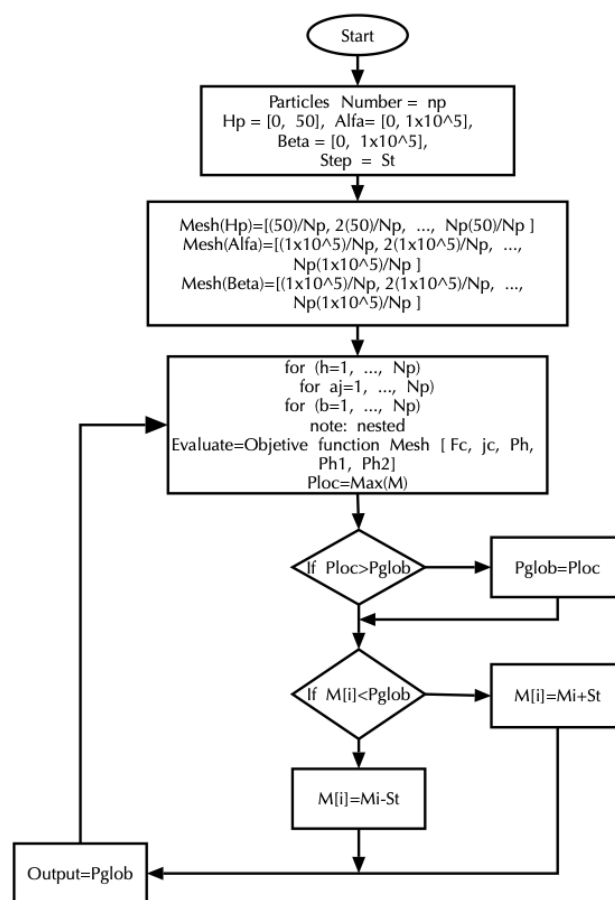 Start
Particles Number = np
Hp = [0, 50], Alfa= [0, 1x10^5],
Beta = [0, 1x10^5],
Step = St
Mesh(Hp)=[(50)/Np, 2(50)/Np, ..., Np(50)/Np ]
Mesh(Alfa)=[(1x10^5)/Np, 2(1x10^5)/Np, ...,
Np(1x10^5)/Np ]
Mesh(Beta)=[(1x10^5)/Np, 2(1x10^5)/Np, ...,
Np(1x10^5)/Np ]
for (h=1, ..., Np)
for aj=1, ..., Np)
for (b=1, ..., Np)
note: nested
Evaluate=Objetive function Mesh [ Fc, jc, Ph,
Ph1, Ph2]
Ploc=Max(M)
If Ploc>Pglob
Pglob=Ploc
If M[i]<Pglob
M[i]=Mi+St
M[i]=Mi-St
Output=Pglob